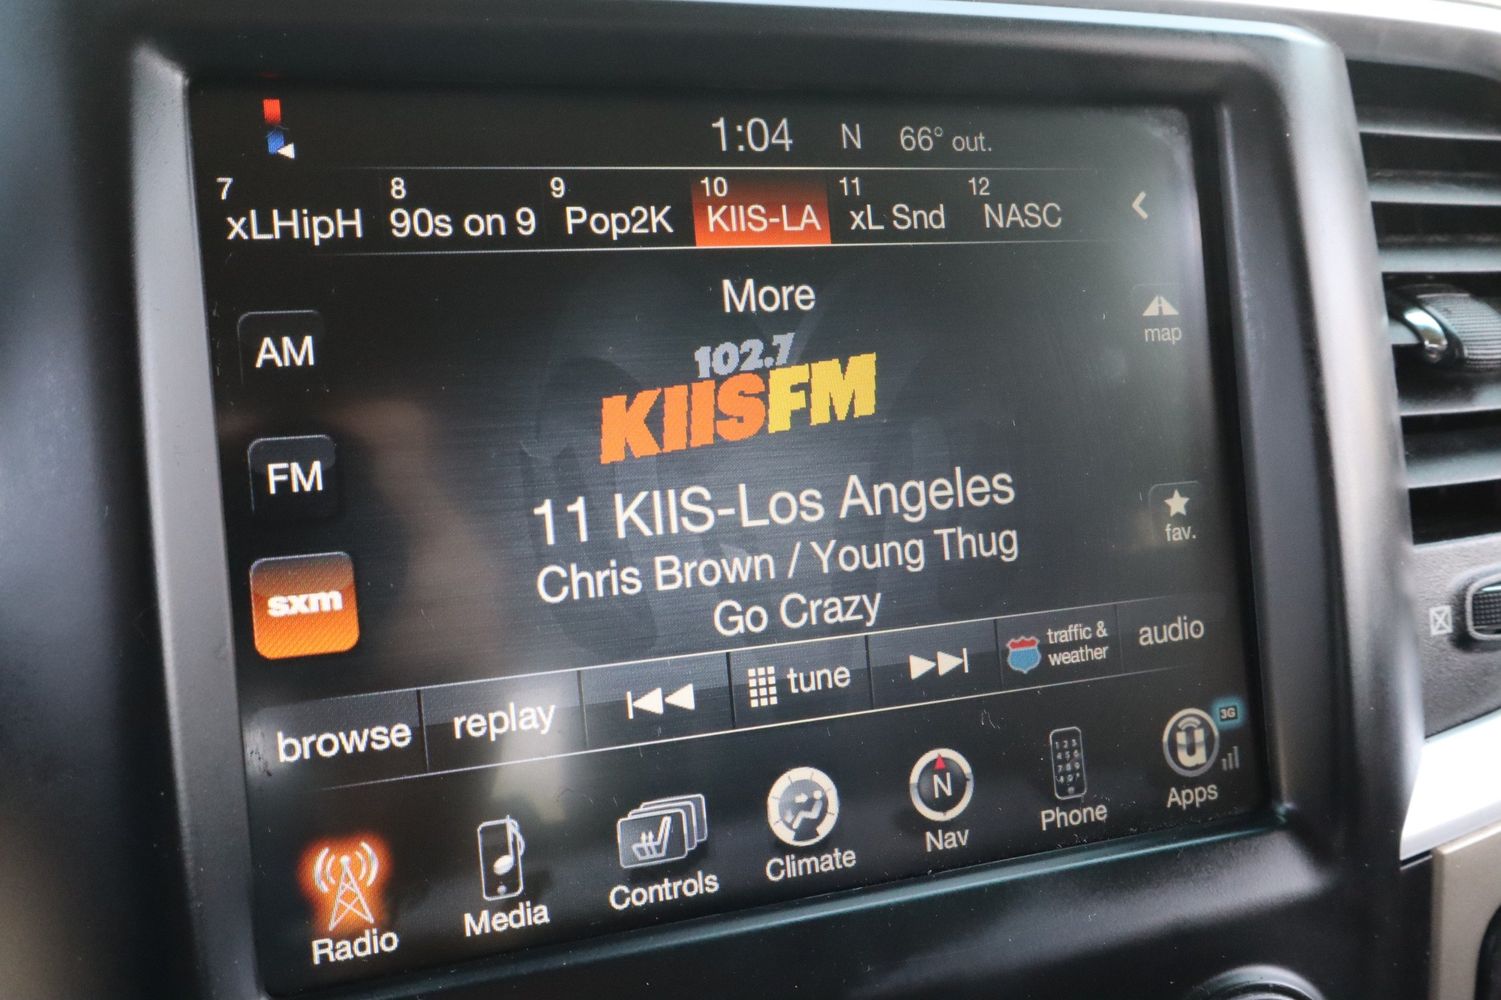 1:04 N 66° out.
7 8 9 10 11 12
xLHipH 90s on 9 Pop2K KIIS-LA xL Snd NASC
More
map
102.7
KIISFM
AM
FM
sxm
11 KIIS-Los Angeles
Chris Brown / Young Thug
Go Crazy
fav.
browse replay tune traffic & weather audio
3G
Radio Media Controls Climate N Nav Phone Apps